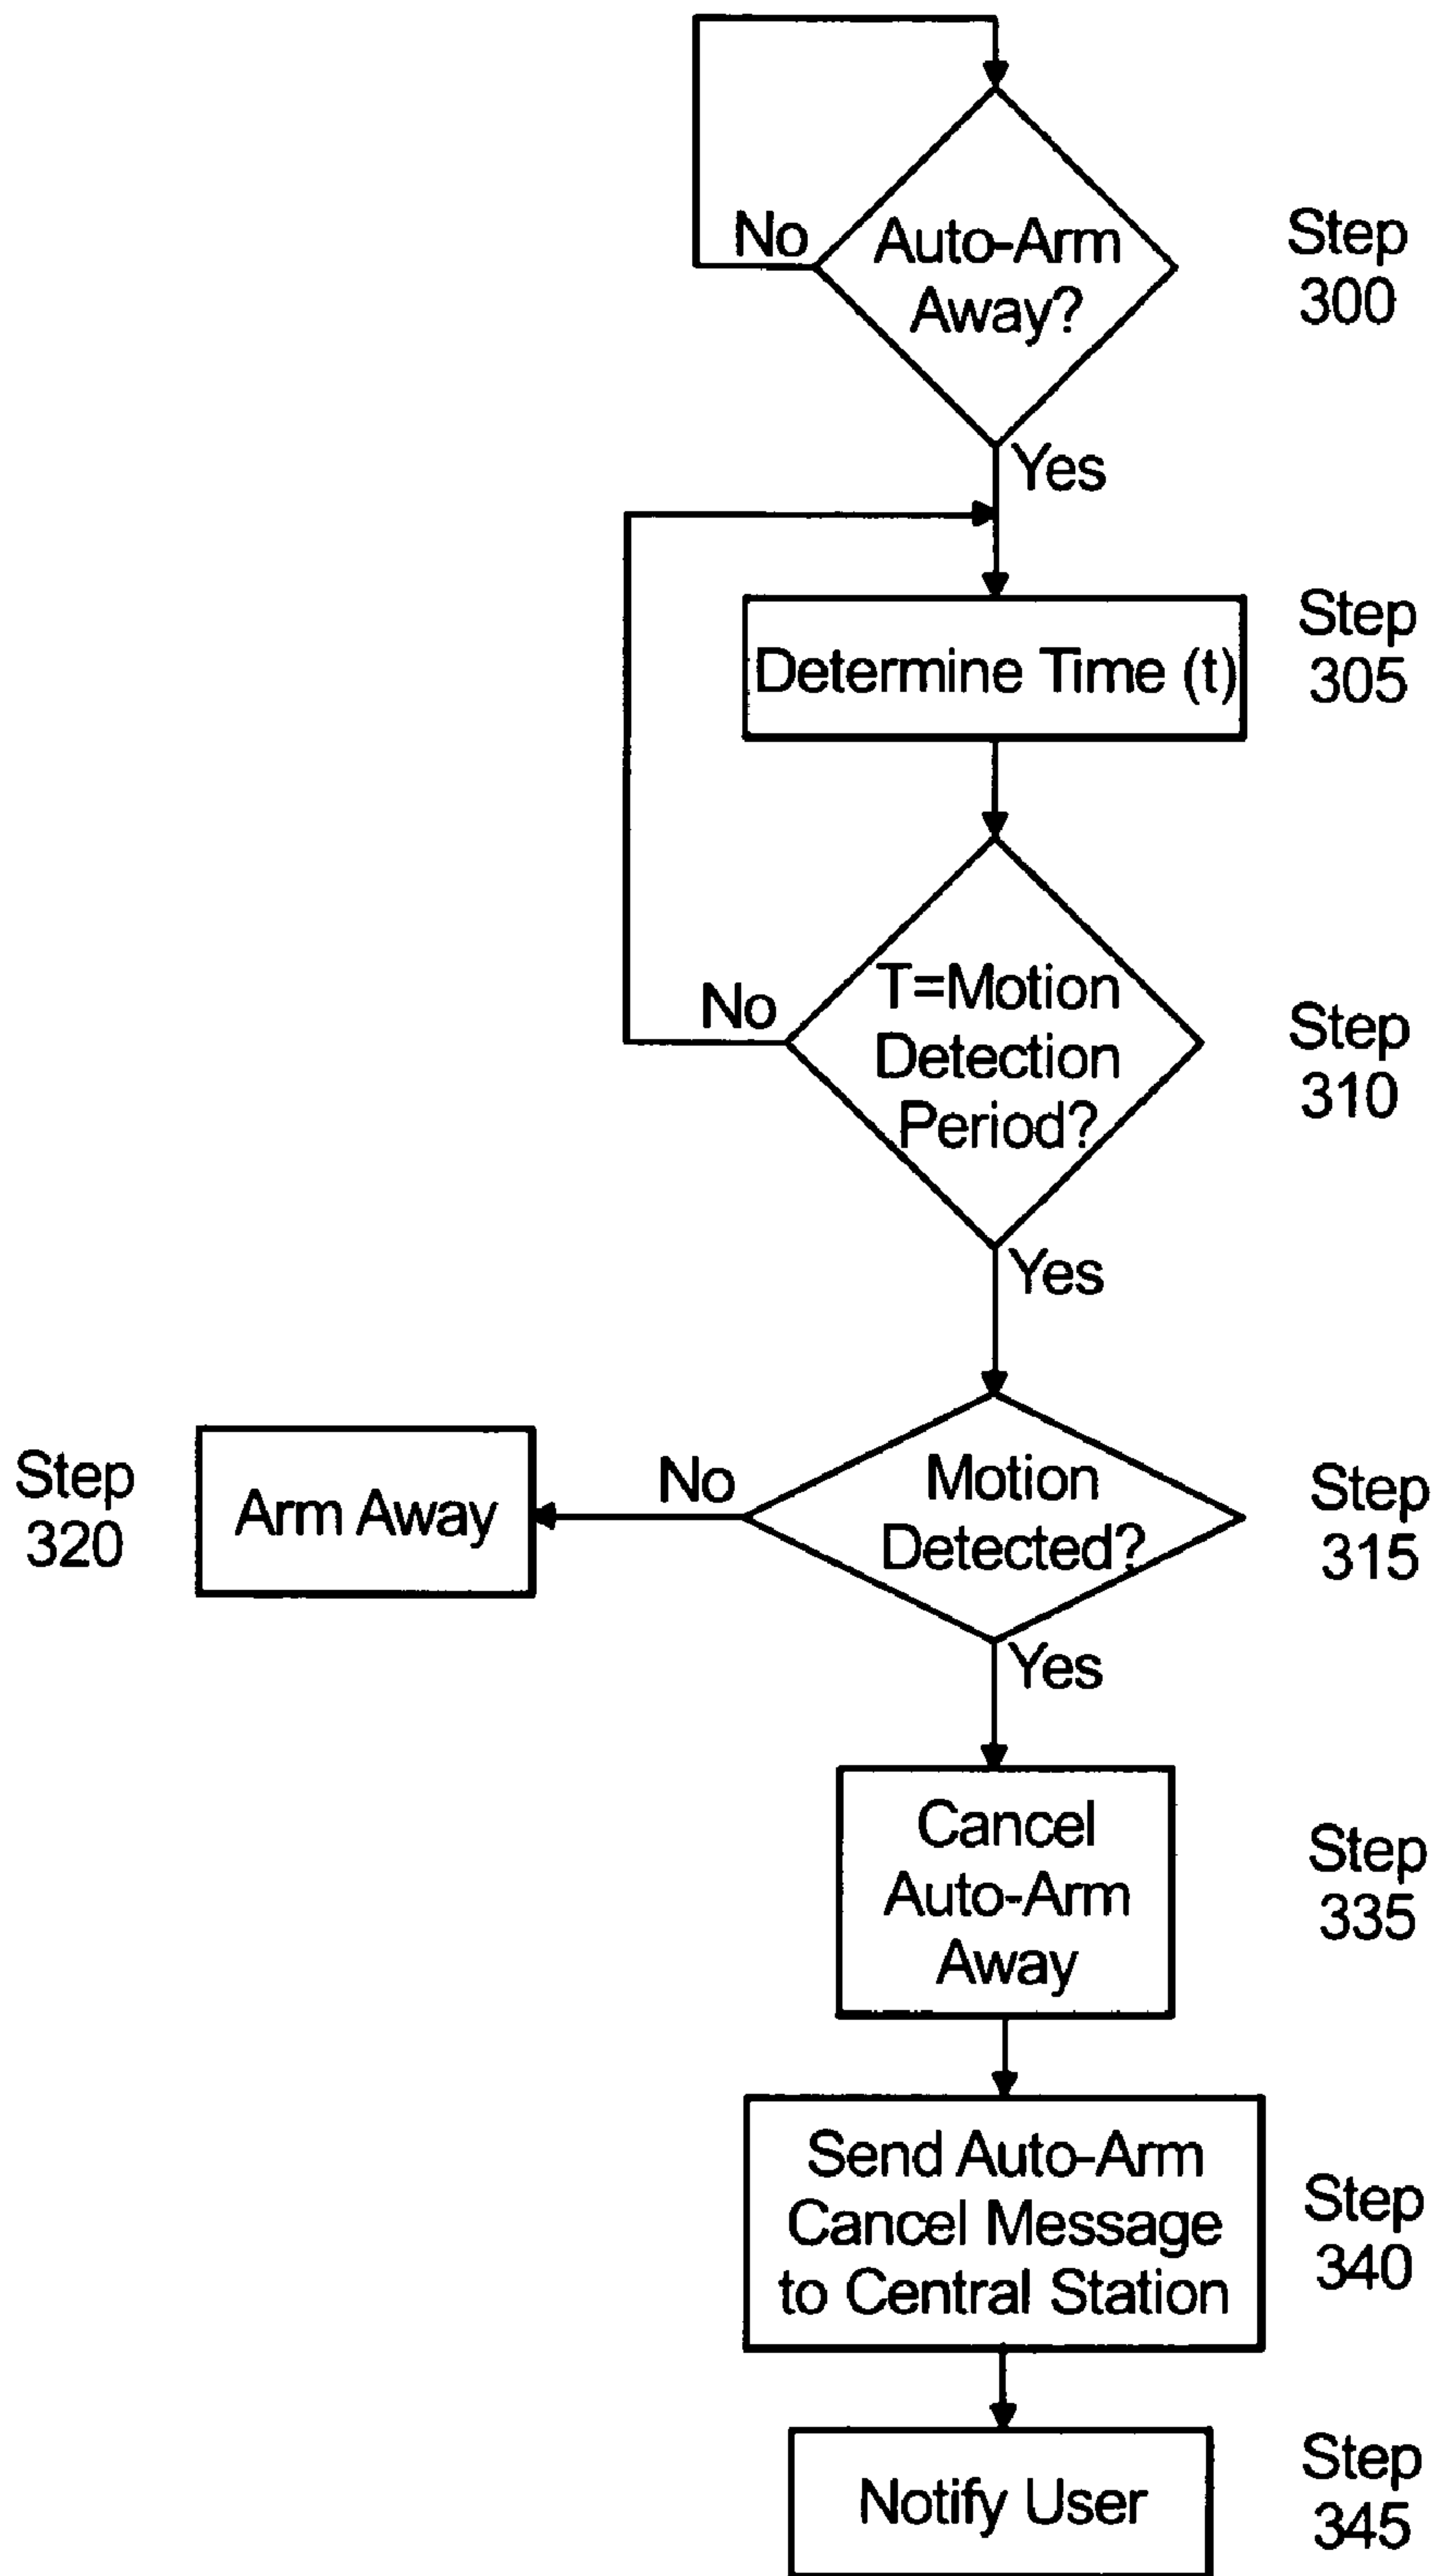 No
Auto-Arm
Away?
Step
300
Yes
Determine Time (t)
Step
305
No
T=Motion
Detection
Period?
Step
310
Yes
Step
320
Arm Away
No
Motion
Detected?
Step
315
Yes
Cancel
Auto-Arm
Away
Step
335
Send Auto-Arm
Cancel Message
to Central Station
Step
340
Notify User
Step
345